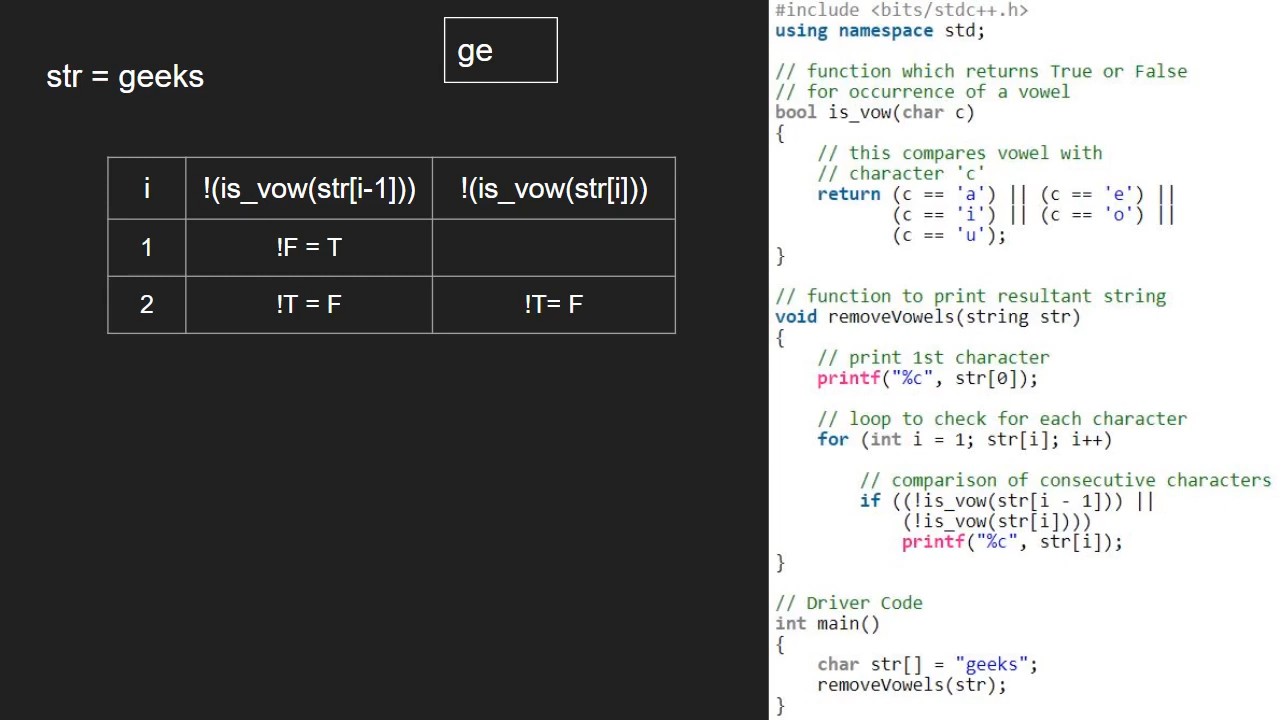 ge
str = geeks
i !(is_vow(str[i-1])) !(is_vow(str[i]))
1 !F = T
2 !T = F !T= F
#include <bits/stdc++.h>
using namespace std;
// function which returns True or False
// for occurrence of a vowel
bool is_vow(char c)
{
// this compares vowel with
// character 'c'
return (c == 'a') || (c == 'e') ||
(c == 'i') || (c == 'o') ||
(c == 'u');
}
// function to print resultant string
void removeVowels(string str)
{
// print 1st character
printf("%c", str[0]);
// loop to check for each character
for (int i = 1; str[i]; i++)
// comparison of consecutive characters
if ((!is_vow(str[i - 1])) ||
(!is_vow(str[i])))
printf("%c", str[i]);
}
// Driver Code
int main()
{
char str[] = "geeks";
removeVowels(str);
}